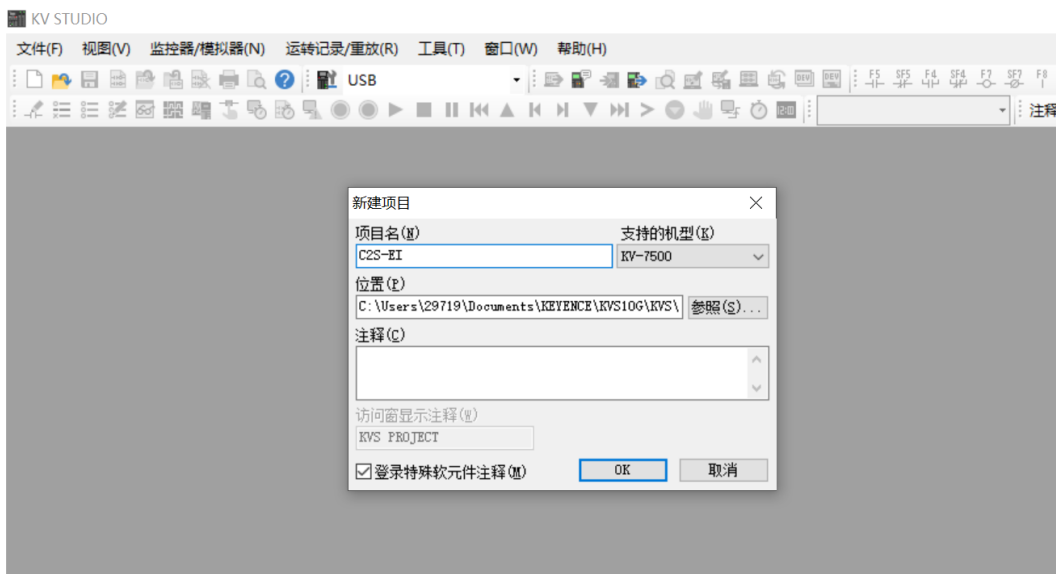 KV STUDIO
文件(F) 视图(V) 监控器/模拟器(N) 运转记录/重放(R) 工具(T) 窗口(W) 帮助(H)
USB F5 SF5 F4 SF4 F7 SF7 F8
注释
新建项目
项目名(N) 支持的机型(K)
C2S-EI KV-7500
位置(P)
C:\Users\29719\Documents\KEYENCE\KVS10G\KVS\ 参照(S)...
注释(C)
访问窗显示注释(W)
KVS PROJECT
登录特殊软元件注释(M) OK 取消